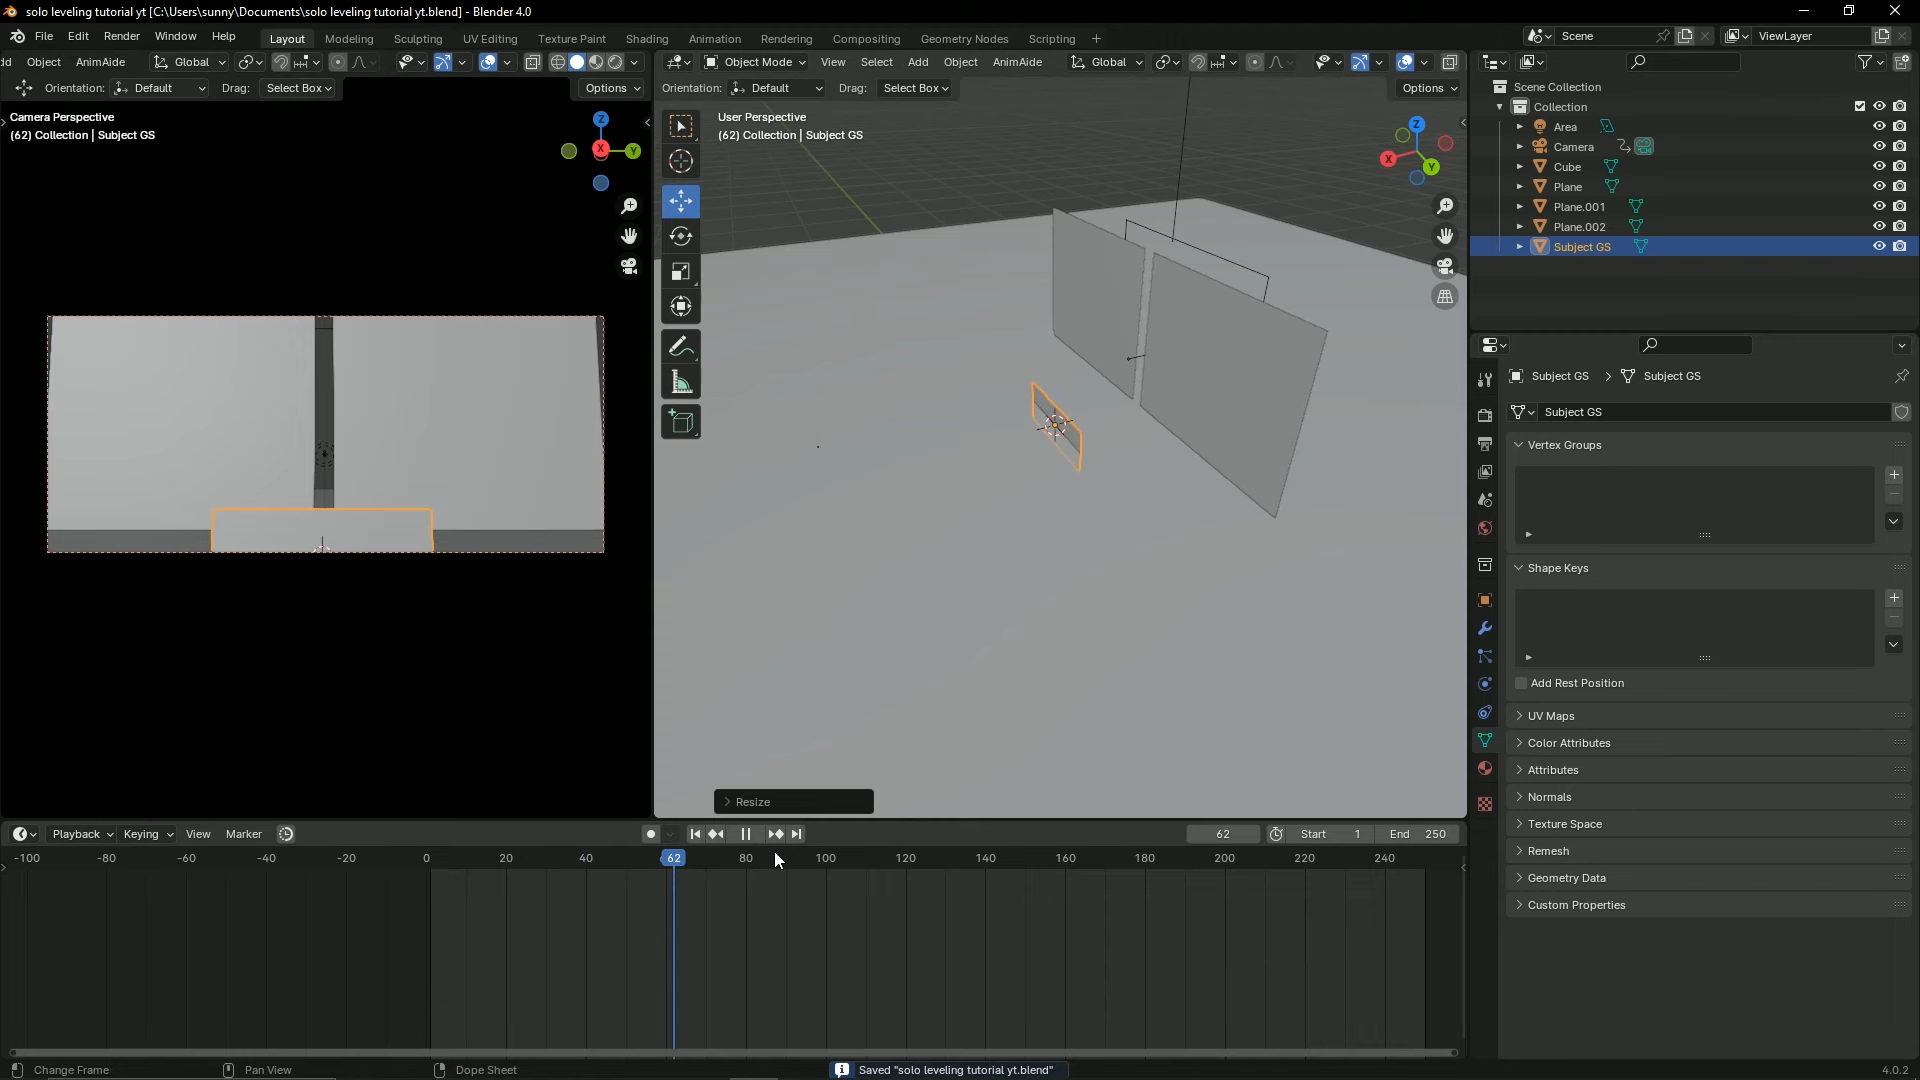 solo leveling tutorial yt [C:\Users\sunny\Documents\solo leveling tutorial yt.blend] - Blender 4.0
File Edit Render Window Help Layout Modeling Sculpting UV Editing Texture Paint Shading Animation Rendering Compositing Geometry Nodes Scripting + Scene ViewLayer
dd Object AnimAide Global
Object Mode View Select Add Object AnimAide Global
Orientation: Default Drag: Select Box Options
Orientation: Default Drag: Select Box Options
Camera Perspective
(62) Collection | Subject GS
Z
X
Y
User Perspective
(62) Collection | Subject GS
Z
X
Y
Resize
Scene Collection
Collection
Area
Camera
Cube
Plane
Plane.001
Plane.002
Subject GS
Subject GS > Subject GS
Subject GS
Vertex Groups
Shape Keys
Add Rest Position
UV Maps
Color Attributes
Attributes
Normals
Texture Space
Remesh
Geometry Data
Custom Properties
Playback Keying View Marker 62 Start 1 End 250
-100 -80 -60 -40 -20 0 20 40 62 80 100 120 140 160 180 200 220 240
Change Frame Pan View Dope Sheet Saved "solo leveling tutorial yt.blend" 4.0.2